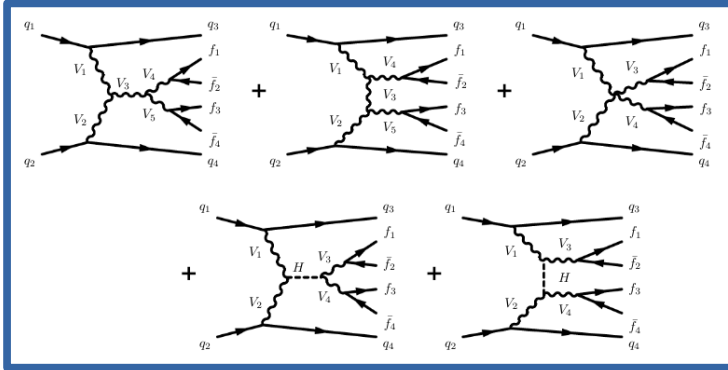 q₁ q₃ q₁ q₃ q₁ q₃
f₁ f₁ f₁
V₁ V₄ V₁ V₄ V₁ V₃
V₃ f̄₂ + V₃ f̄₂ + f̄₂
V₂ V₅ f₃ V₂ V₅ f₃ V₂ V₄ f₃
f̄₄ f̄₄ f̄₄
q₂ q₄ q₂ q₄ q₂ q₄
q₁ q₃ q₁ q₃
f₁ f₁
V₁ V₃ V₁ V₃
+ H f̄₂ + H f̄₂
V₂ V₄ f₃ V₂ V₄ f₃
f̄₄ f̄₄
q₂ q₄ q₂ q₄